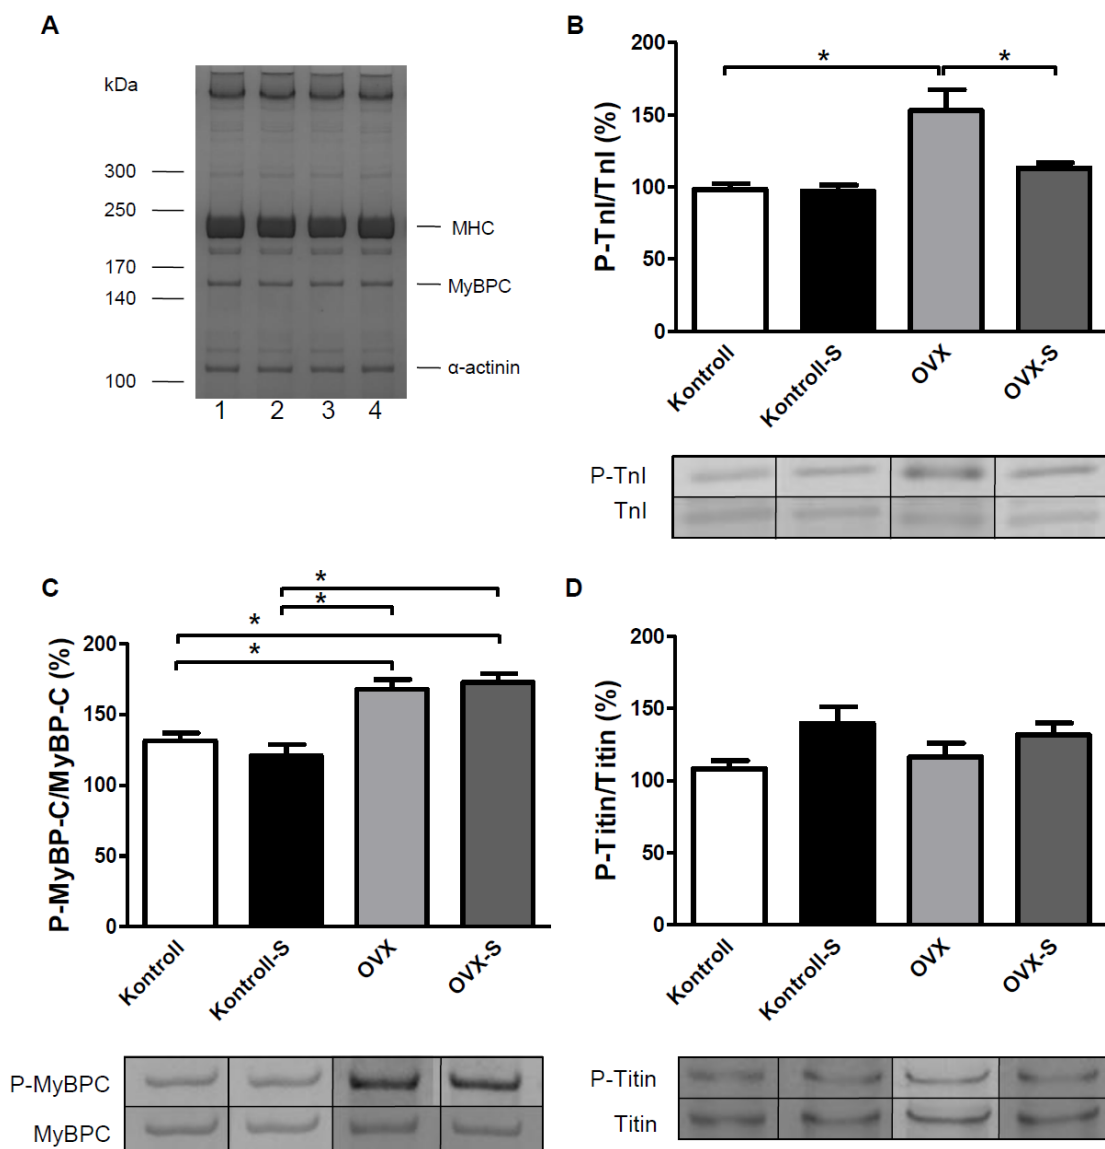 A
kDa
300
250
170
140
100
MHC
MyBPC
α-actinin
1 2 3 4
B
P-TnI/TnI (%)
200
150
100
50
0
* *
Kontroll Kontroll-S OVX OVX-S
P-TnI
TnI
C
P-MyBP-C/MyBP-C (%)
200
150
100
50
0
*
*
*
*
Kontroll Kontroll-S OVX OVX-S
P-MyBPC
MyBPC
D
P-Titin/Titin (%)
200
150
100
50
0
Kontroll Kontroll-S OVX OVX-S
P-Titin
Titin